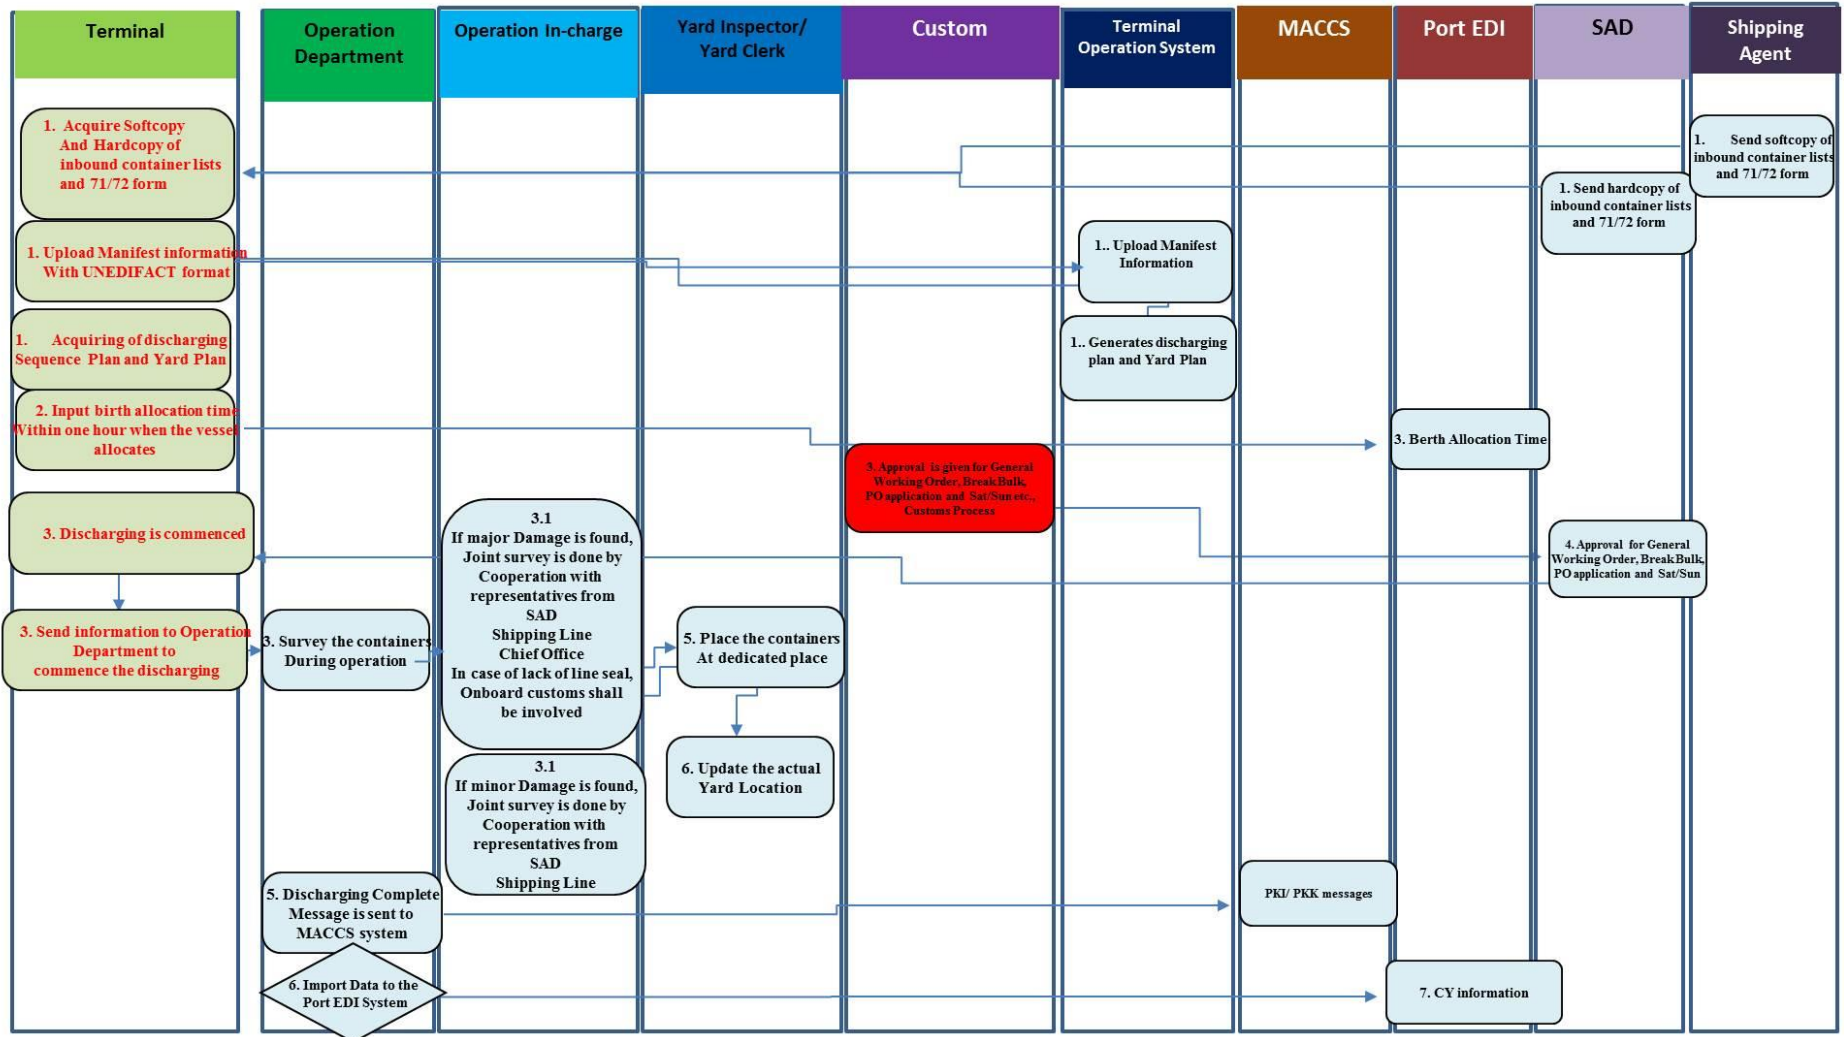 Terminal
Operation
Department
Operation In-charge
Yard Inspector/
Yard Clerk
Custom
Terminal
Operation System
MACCS
Port EDI
SAD
Shipping
Agent
1. Acquire Softcopy
And Hardcopy of
inbound container lists
and 71/72 form
1. Send softcopy of
inbound container lists
and 71/72 form
1. Send hardcopy of
inbound container lists
and 71/72 form
1. Upload Manifest information
With UNEDIFACT format
1.. Upload Manifest
Information
1. Acquiring of discharging
Sequence Plan and Yard Plan
1.. Generates discharging
plan and Yard Plan
2. Input birth allocation time
Within one hour when the vessel
allocates
3. Berth Allocation Time
3. Approval is given for General
Working Order, Break Bulk,
PO application and Sat/Sun etc.,
Customs Process
3. Discharging is commenced
4. Approval for General
Working Order, Break Bulk,
PO application and Sat/Sun
3. Send information to Operation
Department to
commence the discharging
3. Survey the containers
During operation
3.1
If major Damage is found,
Joint survey is done by
Cooperation with
representatives from
SAD
Shipping Line
Chief Office
In case of lack of line seal,
Onboard customs shall
be involved
5. Place the containers
At dedicated place
6. Update the actual
Yard Location
3.1
If minor Damage is found,
Joint survey is done by
Cooperation with
representatives from
SAD
Shipping Line
5. Discharging Complete
Message is sent to
MACCS system
PKI/ PKK messages
6. Import Data to the
Port EDI System
7. CY information